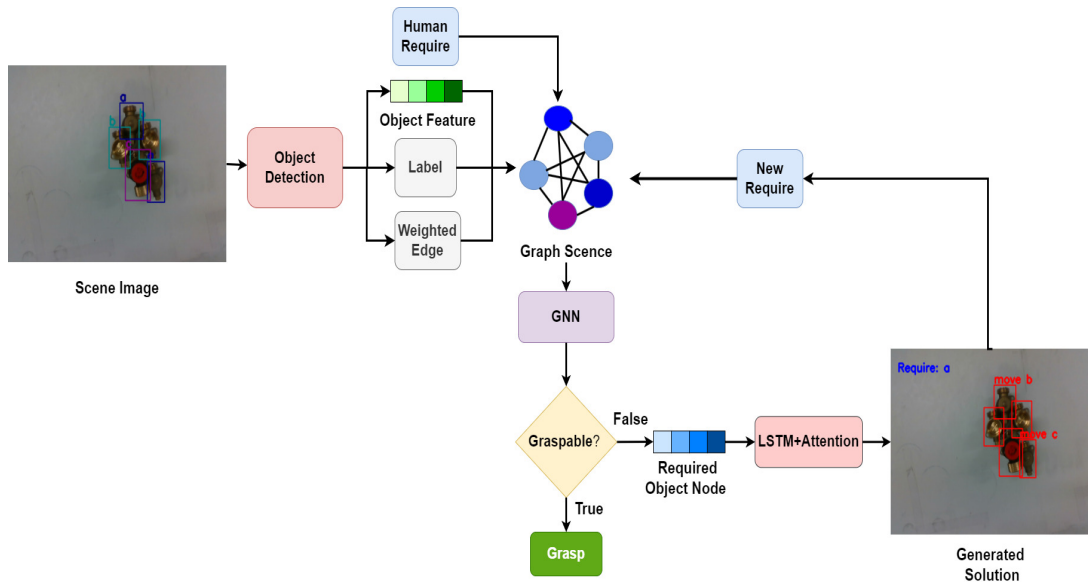 Human
Require
Object Feature
Object
Detection
Label
Weighted
Edge
a
b
Scene Image
Graph Scence
New
Require
GNN
Graspable?
False
True
Required
Object Node
LSTM+Attention
Grasp
Require: a
move b
move c
Generated
Solution